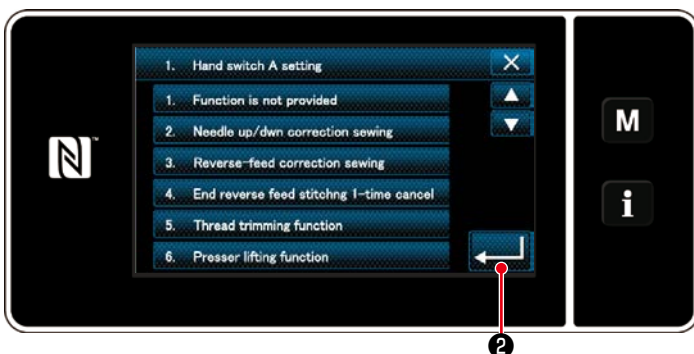 1. Hand switch A setting
1. Function is not provided
2. Needle up/dwn correction sewing
3. Reverse-feed correction sewing
4. End reverse feed stitchng 1-time cancel
5. Thread trimming function
6. Presser lifting function
M
i
N
❷